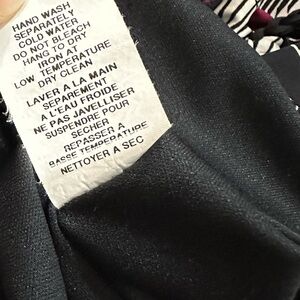 HAND WASH
SEPARATELY
COLD WATER
DO NOT BLEACH
HANG TO DRY
IRON AT
LOW TEMPERATURE
DRY CLEAN
LAVER A LA MAIN
SEPAREMENT
A L'EAU FROIDE
NE PAS JAVELLISER
SUSPENDRE POUR
SECHER
REPASSER A
BASSE TEMPERATURE
NETTOYER A SEC